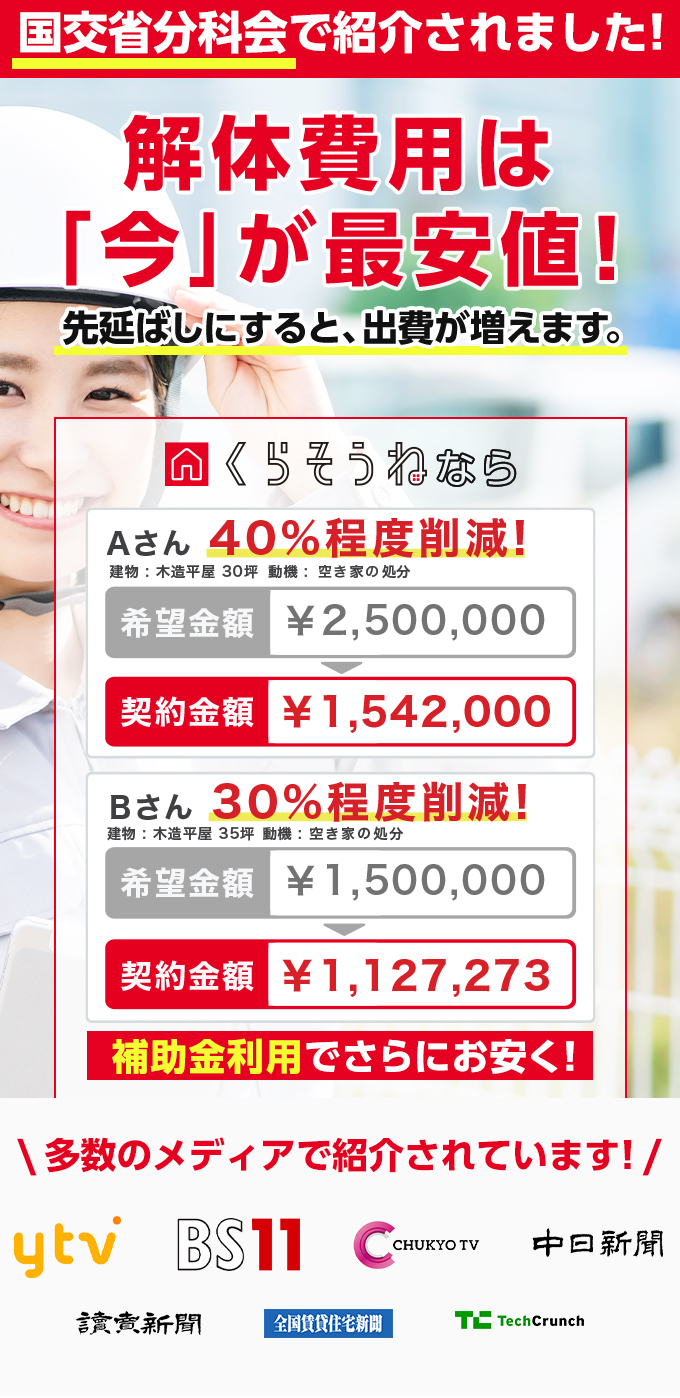 国交省分科会で紹介されました!
解体費用は
「今」が最安値!
先延ばしにすると、出費が増えます。
くらそうねなら
Aさん 40%程度削減!
建物：木造平屋 30坪 動機：空き家の処分
希望金額 ￥2,500,000
契約金額 ￥1,542,000
Bさん 30%程度削減!
建物：木造平屋 35坪 動機：空き家の処分
希望金額 ￥1,500,000
契約金額 ￥1,127,273
補助金利用でさらにお安く!
\ 多数のメディアで紹介されています! /
ytv BS11 CHUKYO TV 中日新聞
讀賣新聞 全国賃貸住宅新聞 TC TechCrunch